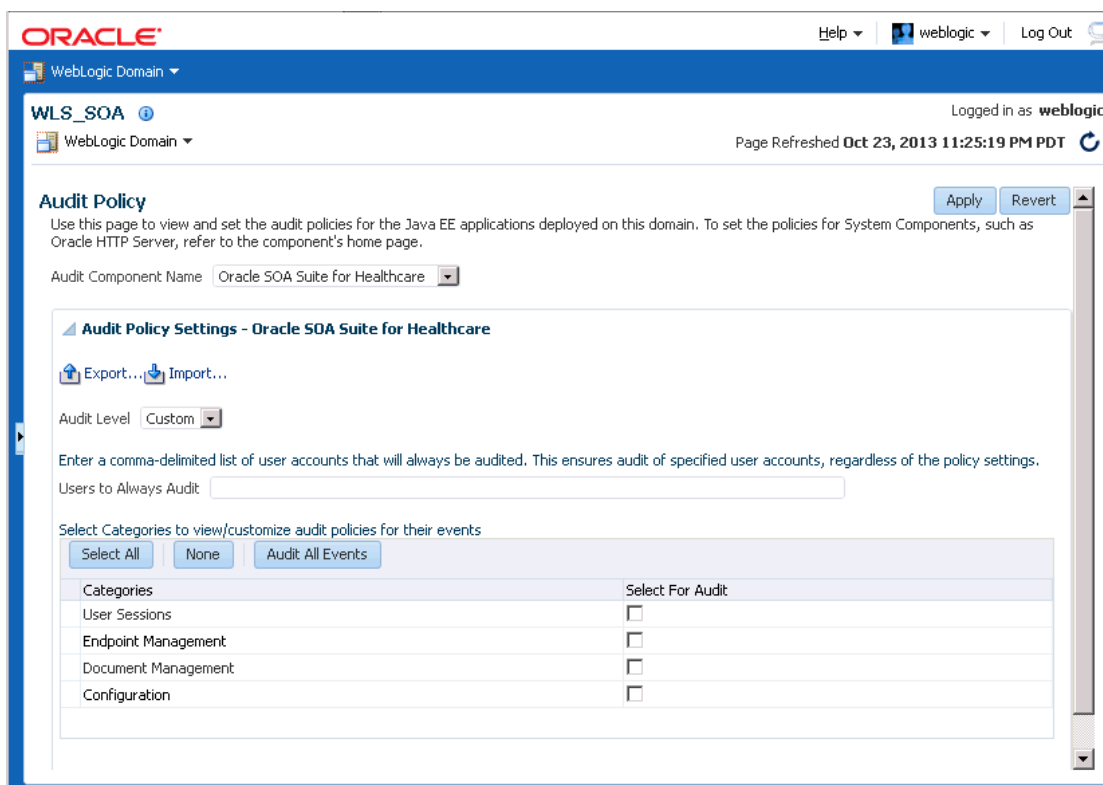 ORACLE
Help weblogic Log Out
WebLogic Domain
WLS_SOA Logged in as weblogic
WebLogic Domain Page Refreshed Oct 23, 2013 11:25:19 PM PDT
Audit Policy Apply Revert
Use this page to view and set the audit policies for the Java EE applications deployed on this domain. To set the policies for System Components, such as
Oracle HTTP Server, refer to the component's home page.
Audit Component Name Oracle SOA Suite for Healthcare
Audit Policy Settings - Oracle SOA Suite for Healthcare
Export... Import...
Audit Level Custom
Enter a comma-delimited list of user accounts that will always be audited. This ensures audit of specified user accounts, regardless of the policy settings.
Users to Always Audit
Select Categories to view/customize audit policies for their events
Select All None Audit All Events
Categories Select For Audit
User Sessions
Endpoint Management
Document Management
Configuration